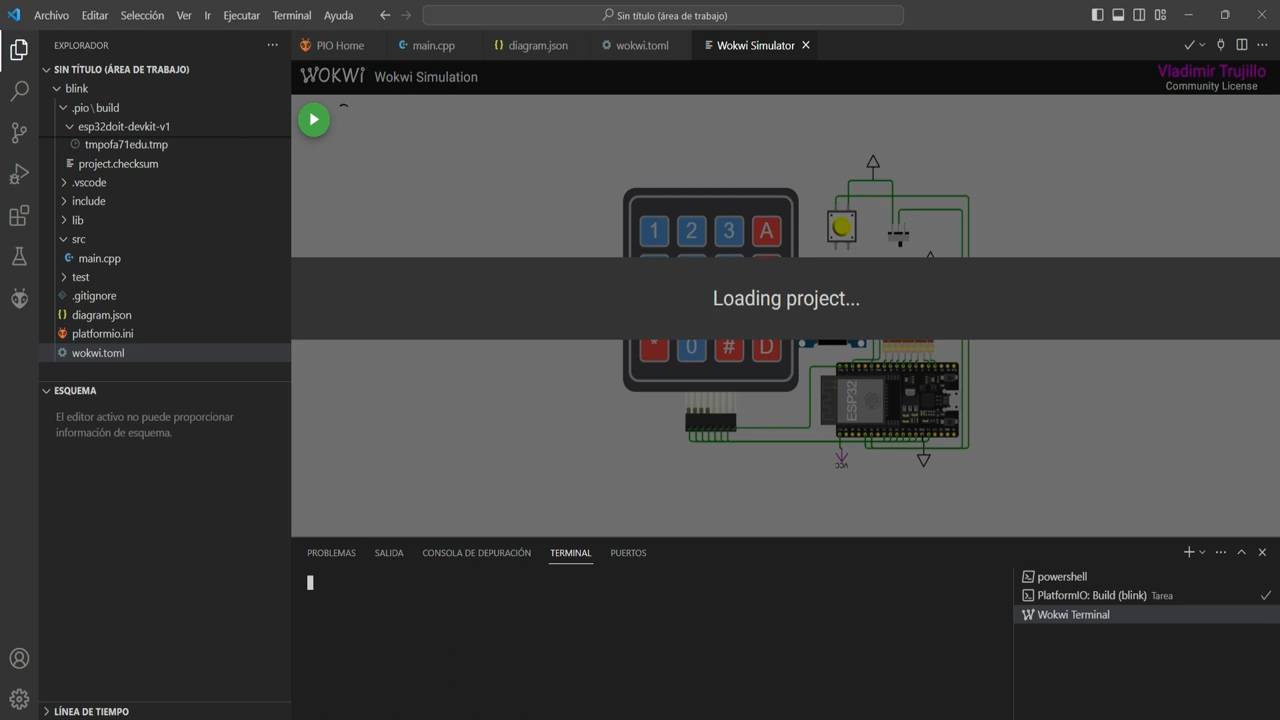 Archivo Editar Selección Ver Ir Ejecutar Terminal Ayuda
Sin título (área de trabajo)
EXPLORADOR
SIN TÍTULO (ÁREA DE TRABAJO)
blink
.pio \ build
esp32doit-devkit-v1
tmpofa71edu.tmp
project.checksum
.vscode
include
lib
src
main.cpp
test
.gitignore
diagram.json
platformio.ini
wokwi.toml
ESQUEMA
El editor activo no puede proporcionar
información de esquema.
LÍNEA DE TIEMPO
PIO Home main.cpp diagram.json wokwi.toml Wokwi Simulator
WOKWI Wokwi Simulation
Vladimir Trujillo
Community License
1 2 3 A
Loading project...
* 0 # D
ESP32
VCC
PROBLEMAS SALIDA CONSOLA DE DEPURACIÓN TERMINAL PUERTOS
powershell
PlatformIO: Build (blink) Tarea
Wokwi Terminal